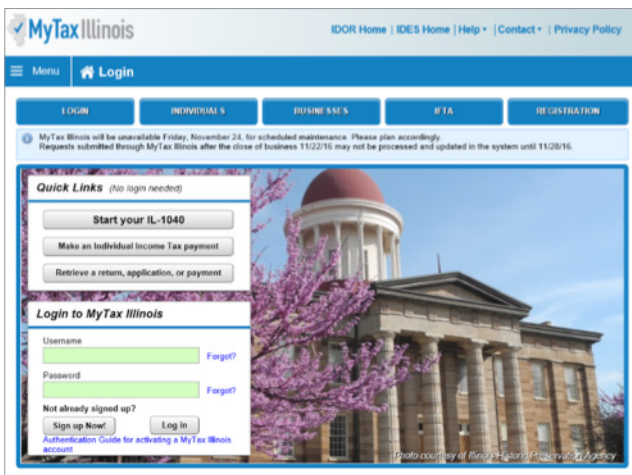 MyTax Illinois
IDOR Home | IDES Home | Help | Contact | Privacy Policy
Menu
Login
LOGIN
INDIVIDUALS
BUSINESSES
IFTA
REGISTRATION
MyTax Illinois will be unavailable Friday, November 24, for scheduled maintenance. Please plan accordingly.
Requests submitted through MyTax Illinois after the close of business 11/22/16 may not be processed and updated in the system until 11/28/16.
Quick Links (No login needed)
Start your IL-1040
Make an Individual Income Tax payment
Retrieve a return, application, or payment
Login to MyTax Illinois
Username
Forgot?
Password
Forgot?
Not already signed up?
Sign up Now!
Log in
Authentication Guide for activating a MyTax Illinois
account
Photo courtesy of Illinois Historic Preservation Agency